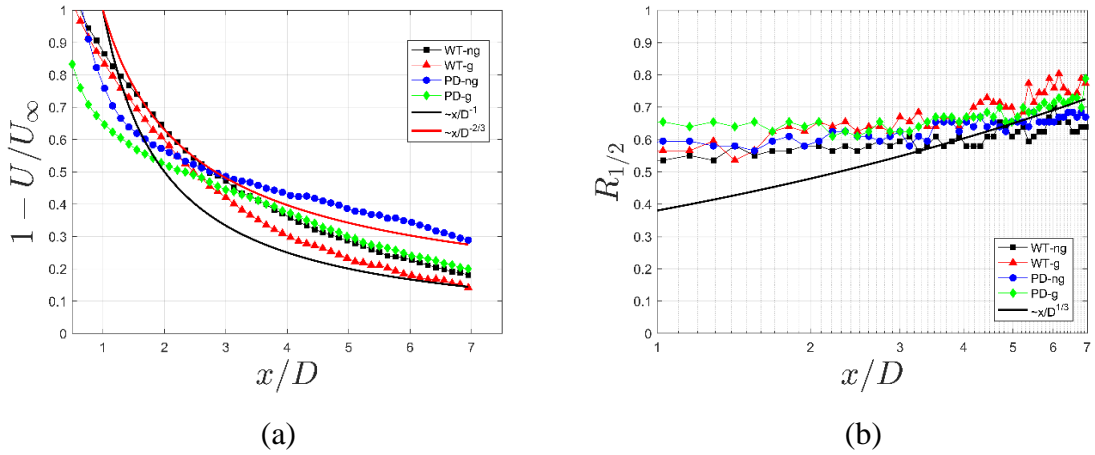 1 − U/U∞
1
0.9
0.8
0.7
0.6
0.5
0.4
0.3
0.2
0.1
0
1 2 3 4 5 6 7
x/D
WT-ng
WT-g
PD-ng
PD-g
~x/D^-1
~x/D^-2/3
(a)
R1/2
1
0.9
0.8
0.7
0.6
0.5
0.4
0.3
0.2
0.1
0
1 2 3 4 5 6 7
x/D
WT-ng
WT-g
PD-ng
PD-g
~x/D^1/3
(b)